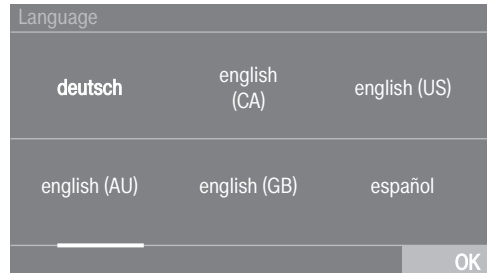 Language
deutsch
english
(CA)
english (US)
english (AU)
english (GB)
español
OK